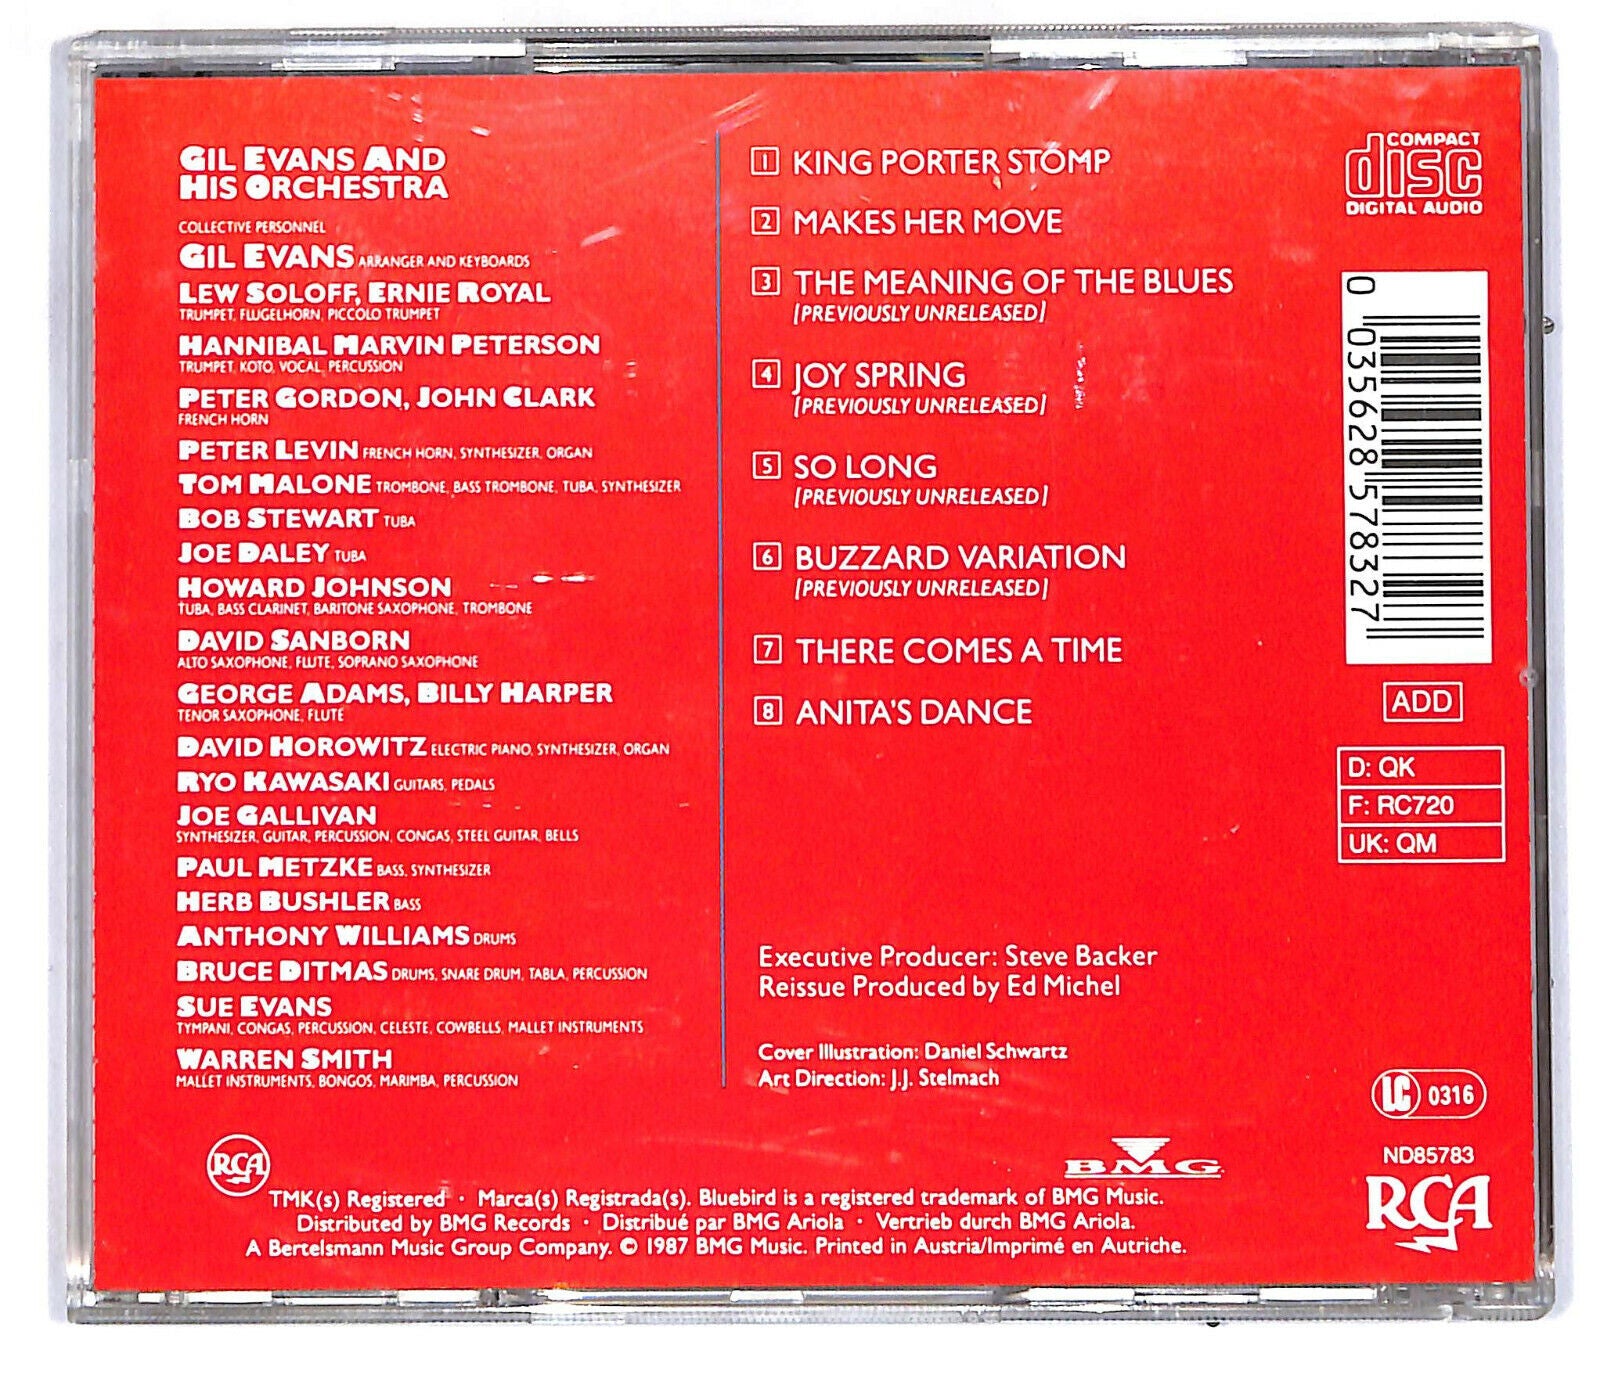 GIL EVANS AND
HIS ORCHESTRA
COLLECTIVE PERSONNEL
GIL EVANS ARRANGER AND KEYBOARDS
LEW SOLOFF, ERNIE ROYAL
TRUMPET, FLUGELHORN, PICCOLO TRUMPET
HANNIBAL MARVIN PETERSON
TRUMPET, KOTO, VOCAL, PERCUSSION
PETER GORDON, JOHN CLARK
FRENCH HORN
PETER LEVIN FRENCH HORN, SYNTHESIZER, ORGAN
TOM MALONE TROMBONE, BASS TROMBONE, TUBA, SYNTHESIZER
BOB STEWART TUBA
JOE DALEY TUBA
HOWARD JOHNSON
TUBA, BASS CLARINET, BARITONE SAXOPHONE, TROMBONE
DAVID SANBORN
ALTO SAXOPHONE, FLUTE, SOPRANO SAXOPHONE
GEORGE ADAMS, BILLY HARPER
TENOR SAXOPHONE, FLUTE
DAVID HOROWITZ ELECTRIC PIANO, SYNTHESIZER, ORGAN
RYO KAWASAKI GUITARS, PEDALS
JOE GALLIVAN
SYNTHESIZER, GUITAR, PERCUSSION, CONGAS, STEEL GUITAR, BELLS
PAUL METZKE BASS, SYNTHESIZER
HERB BUSHLER BASS
ANTHONY WILLIAMS DRUMS
BRUCE DITMAS DRUMS, SNARE DRUM, TABLA, PERCUSSION
SUE EVANS
TYMPANI, CONGAS, PERCUSSION, CELESTE, COWBELLS, MALLET INSTRUMENTS
WARREN SMITH
MALLET INSTRUMENTS, BONGOS, MARIMBA, PERCUSSION
1 KING PORTER STOMP
2 MAKES HER MOVE
3 THE MEANING OF THE BLUES
[PREVIOUSLY UNRELEASED]
4 JOY SPRING
[PREVIOUSLY UNRELEASED]
5 SO LONG
[PREVIOUSLY UNRELEASED]
6 BUZZARD VARIATION
[PREVIOUSLY UNRELEASED]
7 THERE COMES A TIME
8 ANITA'S DANCE
Executive Producer: Steve Backer
Reissue Produced by Ed Michel
Cover Illustration: Daniel Schwartz
Art Direction: J.J. Stelmach
COMPACT
disc
DIGITAL AUDIO
0 035628 578327
ADD
D: QK
F: RC720
UK: QM
LC 0316
ND85783
RCA
RCA
BMG
TMK(s) Registered · Marca(s) Registrada(s). Bluebird is a registered trademark of BMG Music.
Distributed by BMG Records · Distribué par BMG Ariola · Vertrieb durch BMG Ariola.
A Bertelsmann Music Group Company. © 1987 BMG Music. Printed in Austria/Imprimé en Autriche.